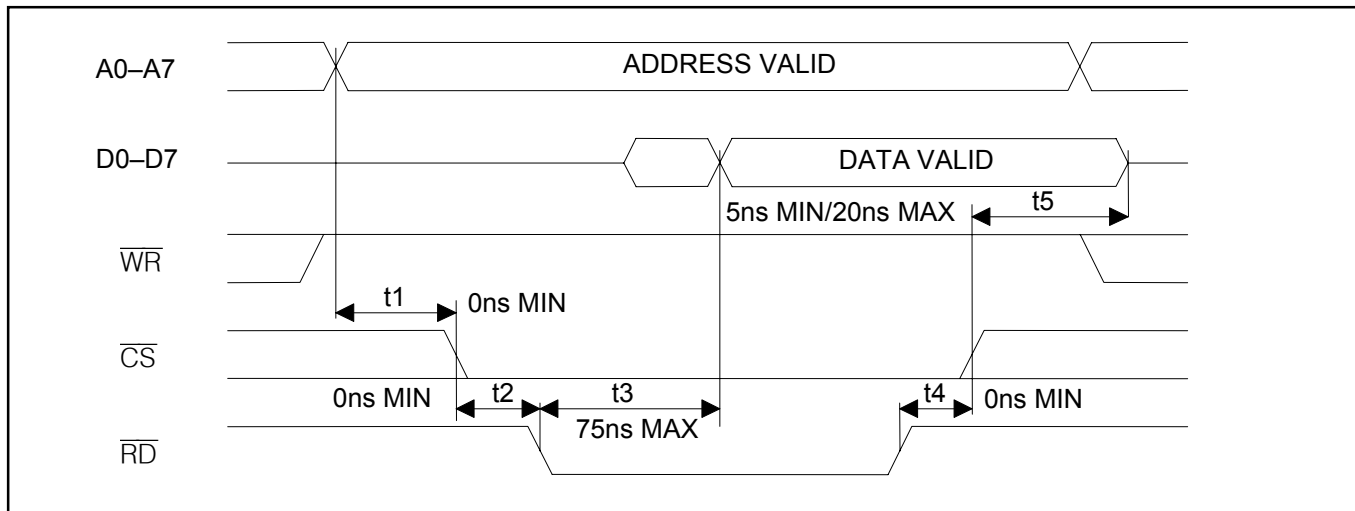 A0–A7
ADDRESS VALID
D0–D7
DATA VALID
5ns MIN/20ns MAX
t5
WR
t1
0ns MIN
CS
0ns MIN
t2
t3
t4
0ns MIN
75ns MAX
RD